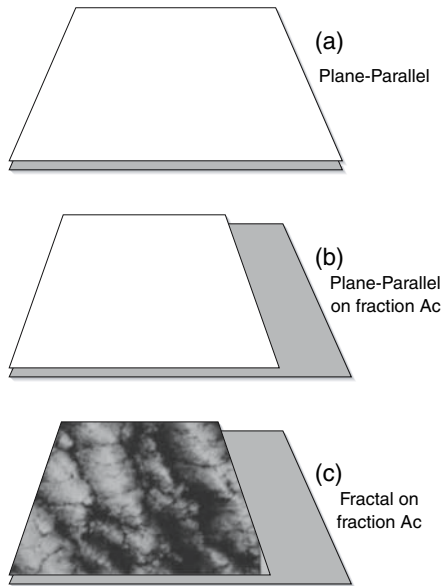 (a)
Plane-Parallel
(b)
Plane-Parallel
on fraction Ac
(c)
Fractal on
fraction Ac